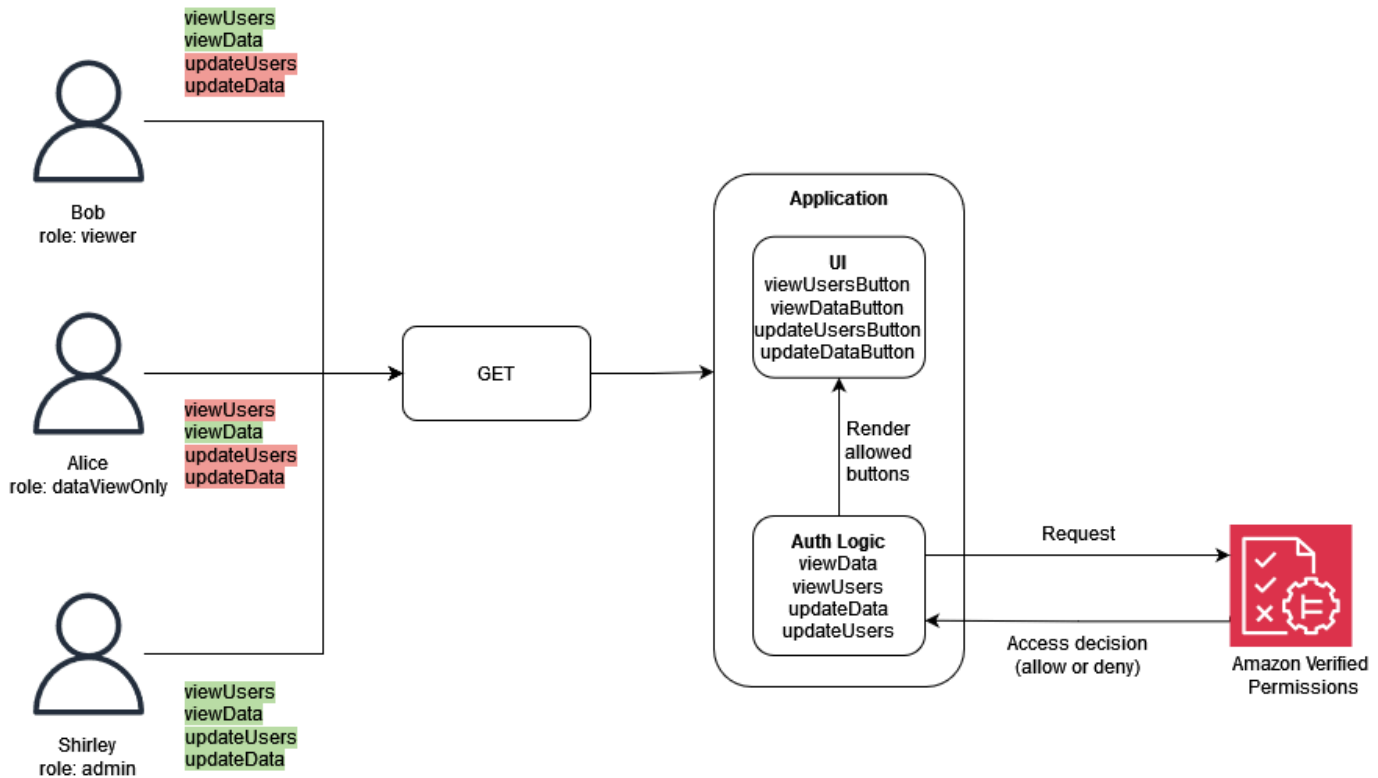 viewUsers
viewData
updateUsers
updateData
Bob
role: viewer
viewUsers
viewData
updateUsers
updateData
Alice
role: dataViewOnly
viewUsers
viewData
updateUsers
updateData
Shirley
role: admin
GET
Application
UI
viewUsersButton
viewDataButton
updateUsersButton
updateDataButton
Render
allowed
buttons
Auth Logic
viewData
viewUsers
updateData
updateUsers
Request
Access decision
(allow or deny)
Amazon Verified
Permissions